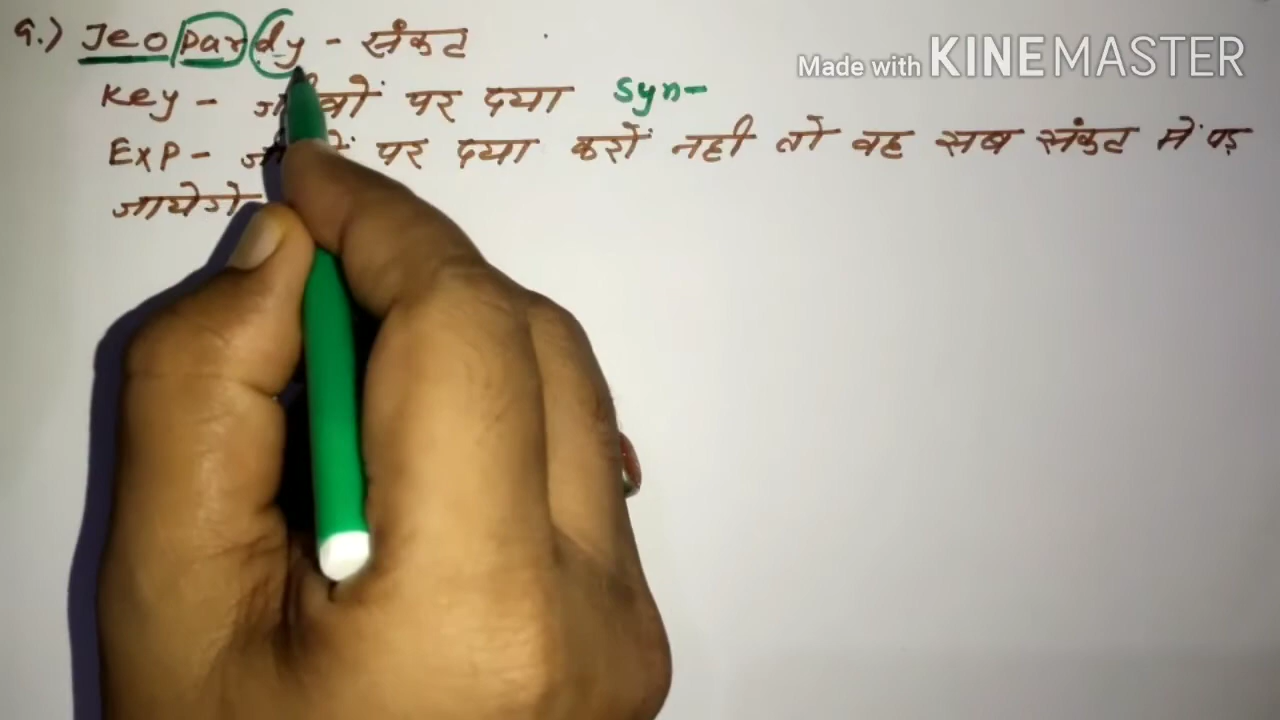 9.) Jeopardy - संकट
Made with KINEMASTER
Key - पर दया Syn-
Exp - पर दया करों नही तो वह सब संकट में पड़
जायेगे